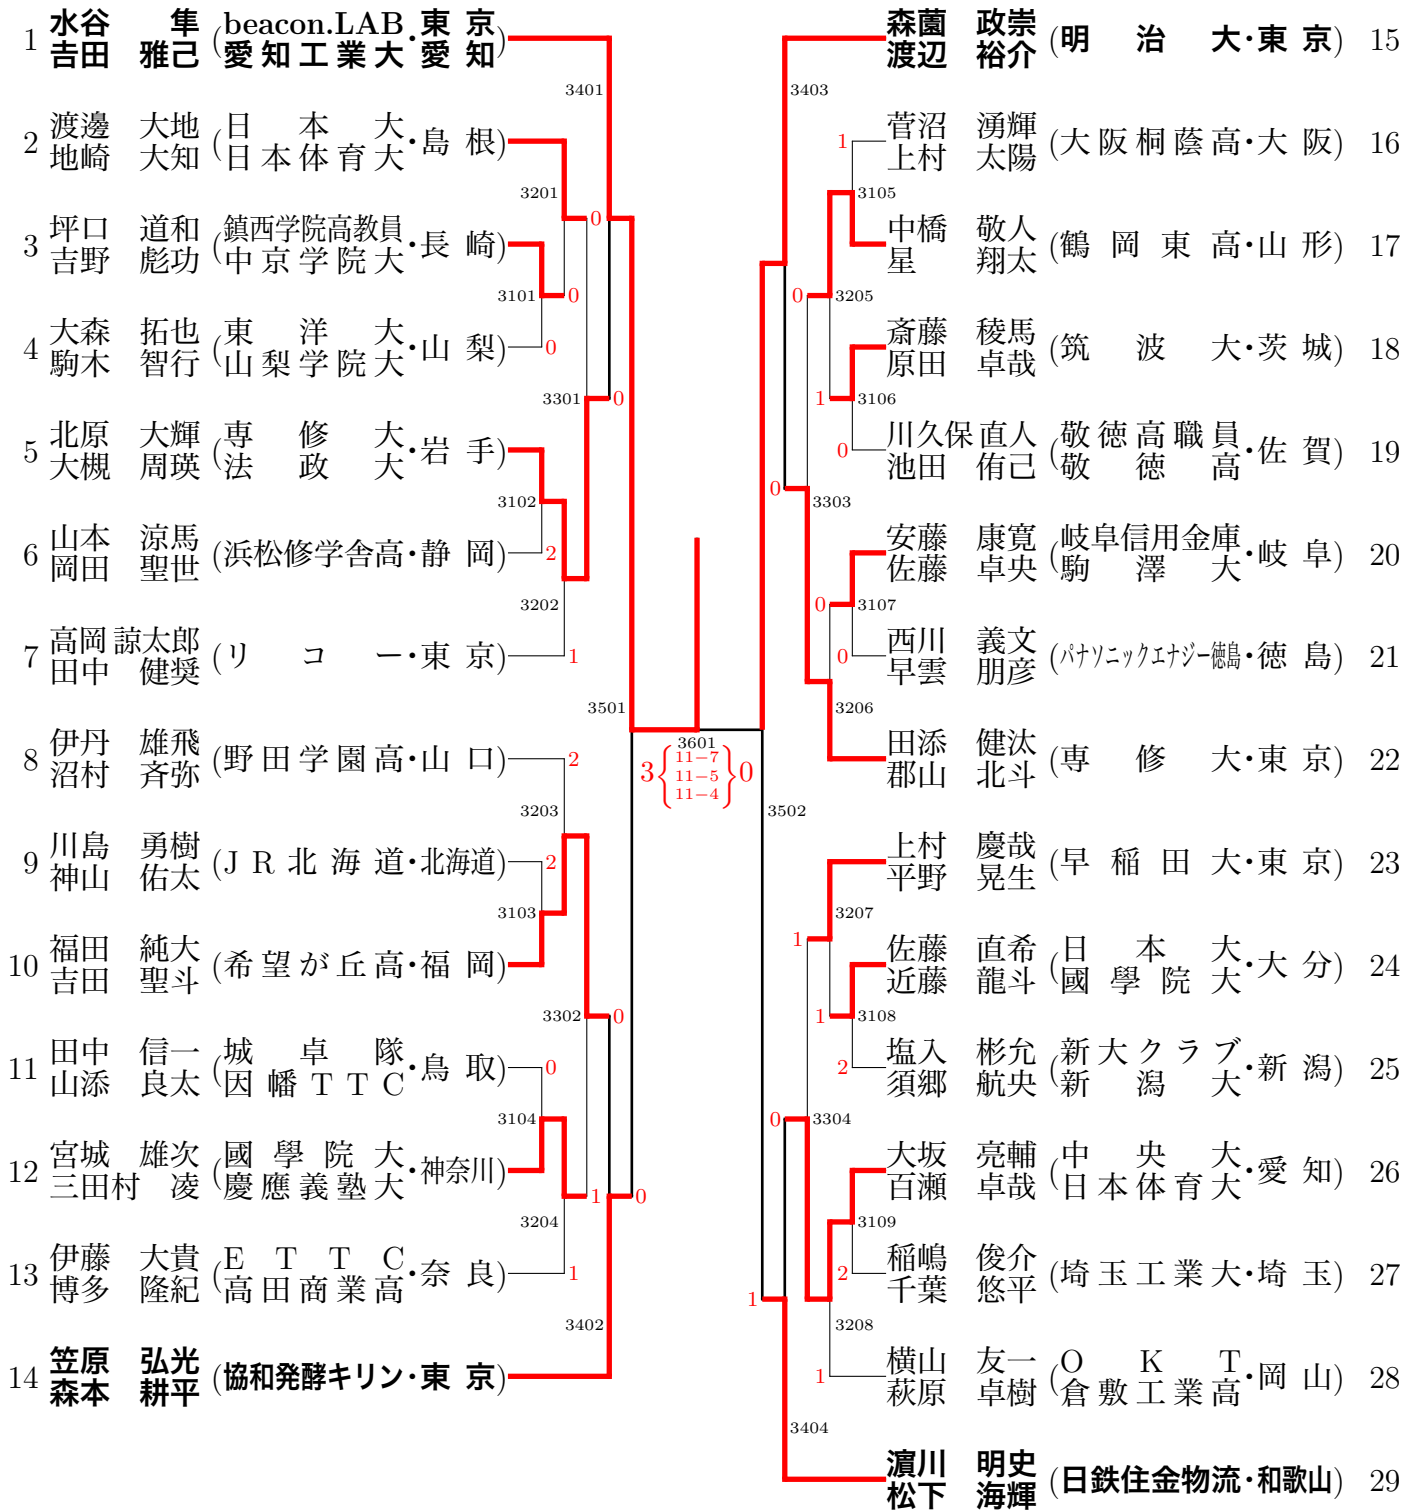 1 水谷 隼 (beacon.LAB・東京)
吉田 雅己 (愛知工業大・愛知)
2 渡邊 大地 (日本大・島根)
地崎 大知 (日本体育大
3 坪口 道和 (鎮西学院高教員・長崎)
吉野 彪功 (中京学院大
4 大森 拓也 (東洋大・山梨)
駒木 智行 (山梨学院大
5 北原 大輝 (専修大・岩手)
大槻 周瑛 (法政大
6 山本 涼馬 (浜松修学舎高・静岡)
岡田 聖世
7 高岡 諒太郎 (リコー・東京)
田中 健奨
8 伊丹 雄飛 (野田学園高・山口)
沼村 斉弥
9 川島 勇樹 (JR北海道・北海道)
神山 佑太
10 福田 純大 (希望が丘高・福岡)
吉田 聖斗
11 田中 信一 (城卓隊・鳥取)
山添 良太 (因幡TTC
12 宮城 雄次 (國學院大・神奈川)
三田村 凌 (慶應義塾大
13 伊藤 大貴 (ETTC・奈良)
博多 隆紀 (高田商業高
14 笠原 弘光 (協和発酵キリン・東京)
森本 耕平
3401
3201
0
3101
0
0
3301
0
3102
2
3202
1
3501
2
3203
2
3103
3302
0
0
3104
3204
1
0
1
3402
3601
3{11−7
11−5
11−4}0
森薗 政崇 (明治大・東京) 15
渡辺 裕介
菅沼 湧輝 (大阪桐蔭高・大阪) 16
上村 太陽
中橋 敬人 (鶴岡東高・山形) 17
星 翔太
斎藤 稜馬 (筑波大・茨城) 18
原田 卓哉
川久保 直人 (敬徳高職員・佐賀) 19
池田 侑己 (敬徳高
安藤 康寛 (岐阜信用金庫・岐阜) 20
佐藤 卓央 (駒澤大
西川 義文 (パナソニックエナジー徳島・徳島) 21
早雲 朋彦
田添 健汰 (専修大・東京) 22
郡山 北斗
上村 慶哉 (早稲田大・東京) 23
平野 晃生
佐藤 直希 (日本大・大分) 24
近藤 龍斗 (國學院大
塩入 彬允 (新大クラブ・新潟) 25
須郷 航央 (新潟大
大坂 亮輔 (中央大・愛知) 26
百瀬 卓哉 (日本体育大
稲嶋 俊介 (埼玉工業大・埼玉) 27
千葉 悠平
横山 友一 (OKT・岡山) 28
萩原 卓樹 (倉敷工業高
濵川 明史 (日鉄住金物流・和歌山) 29
松下 海輝
3403
1
3105
0
3205
1
3106
0
0
3303
0
3107
0
3206
3502
3207
1
1
3108
2
0
3304
3109
2
1
3208
1
3404